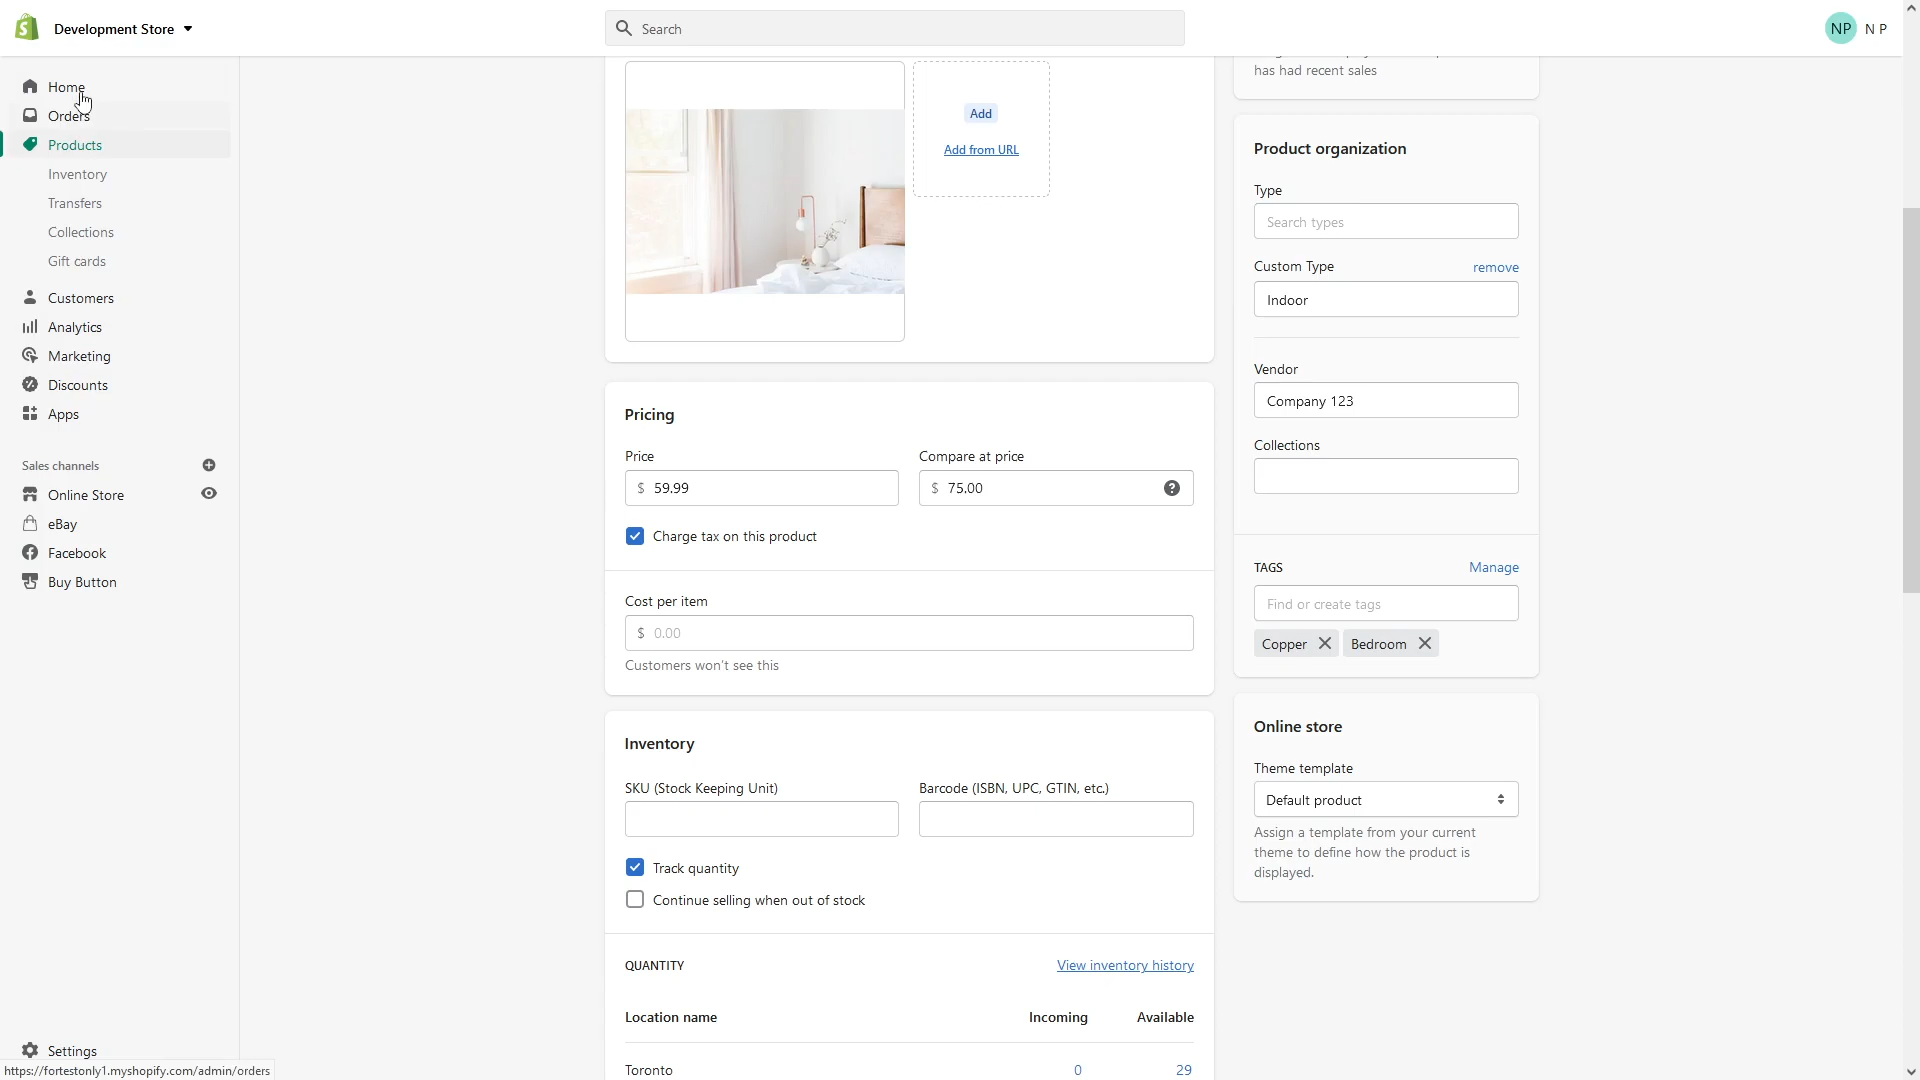 Development Store
Search
NP
N P
Home
Orders
Products
Inventory
Transfers
Collections
Gift cards
Customers
Analytics
Marketing
Discounts
Apps
Sales channels
Online Store
eBay
Facebook
Buy Button
Settings
https://fortestonly1.myshopify.com/admin/orders
Add
Add from URL
Pricing
Price
Compare at price
$ 59.99
$ 75.00
Charge tax on this product
Cost per item
$ 0.00
Customers won't see this
Inventory
SKU (Stock Keeping Unit)
Barcode (ISBN, UPC, GTIN, etc.)
Track quantity
Continue selling when out of stock
QUANTITY
View inventory history
Location name
Incoming
Available
Toronto
0
29
has had recent sales
Product organization
Type
Search types
Custom Type
remove
Indoor
Vendor
Company 123
Collections
TAGS
Manage
Find or create tags
Copper
Bedroom
Online store
Theme template
Default product
Assign a template from your current
theme to define how the product is
displayed.